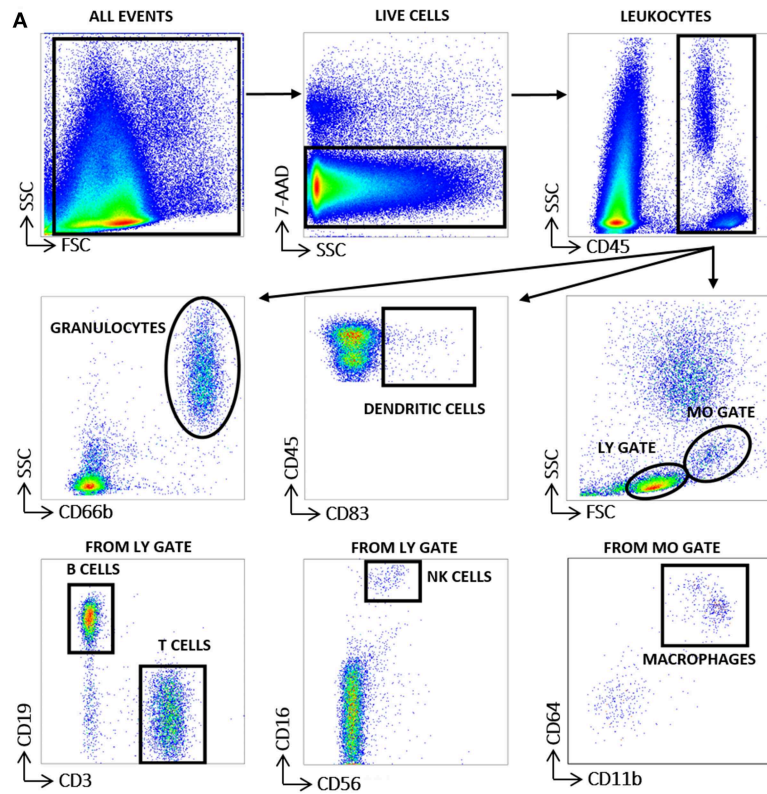 A
ALL EVENTS
LIVE CELLS
LEUKOCYTES
SSC
FSC
7-AAD
SSC
SSC
CD45
GRANULOCYTES
SSC
CD66b
DENDRITIC CELLS
CD45
CD83
MO GATE
LY GATE
SSC
FSC
FROM LY GATE
B CELLS
T CELLS
CD19
CD3
FROM LY GATE
NK CELLS
CD16
CD56
FROM MO GATE
MACROPHAGES
CD64
CD11b